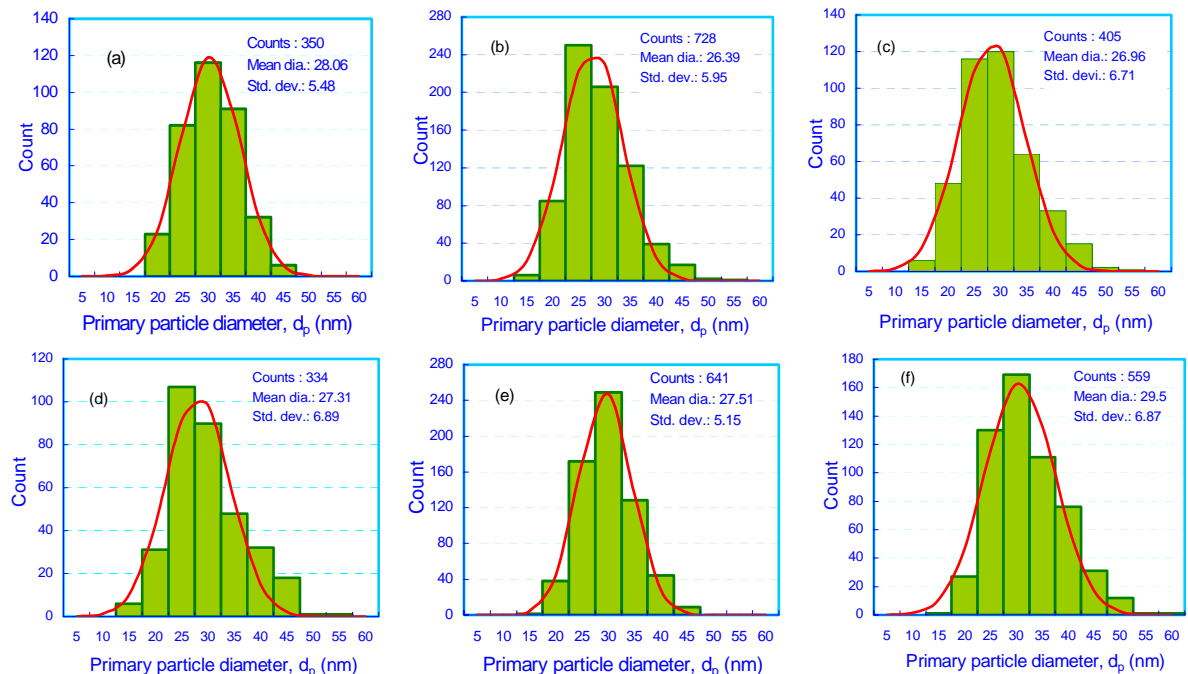 (a)
Counts : 350
Mean dia.: 28.06
Std. dev.: 5.48
Count
140
120
100
80
60
40
20
0
5 10 15 20 25 30 35 40 45 50 55 60
Primary particle diameter, dp (nm)
(b)
Counts : 728
Mean dia.: 26.39
Std. dev.: 5.95
Count
280
240
200
160
120
80
40
0
5 10 15 20 25 30 35 40 45 50 55 60
Primary particle diameter, dp (nm)
(c)
Counts : 405
Mean dia.: 26.96
Std. devi.: 6.71
Count
140
120
100
80
60
40
20
0
5 10 15 20 25 30 35 40 45 50 55 60
Primary particle diameter, dp (nm)
(d)
Counts : 334
Mean dia.: 27.31
Std. dev.: 6.89
Count
120
100
80
60
40
20
0
5 10 15 20 25 30 35 40 45 50 55 60
Primary particle diameter, dp (nm)
(e)
Counts : 641
Mean dia.: 27.51
Std. dev.: 5.15
Count
280
240
200
160
120
80
40
0
5 10 15 20 25 30 35 40 45 50 55 60
Primary particle diameter, dp (nm)
(f)
Counts : 559
Mean dia.: 29.5
Std. dev.: 6.87
Count
180
160
140
120
100
80
60
40
20
0
5 10 15 20 25 30 35 40 45 50 55 60
Primary particle diameter, dp (nm)